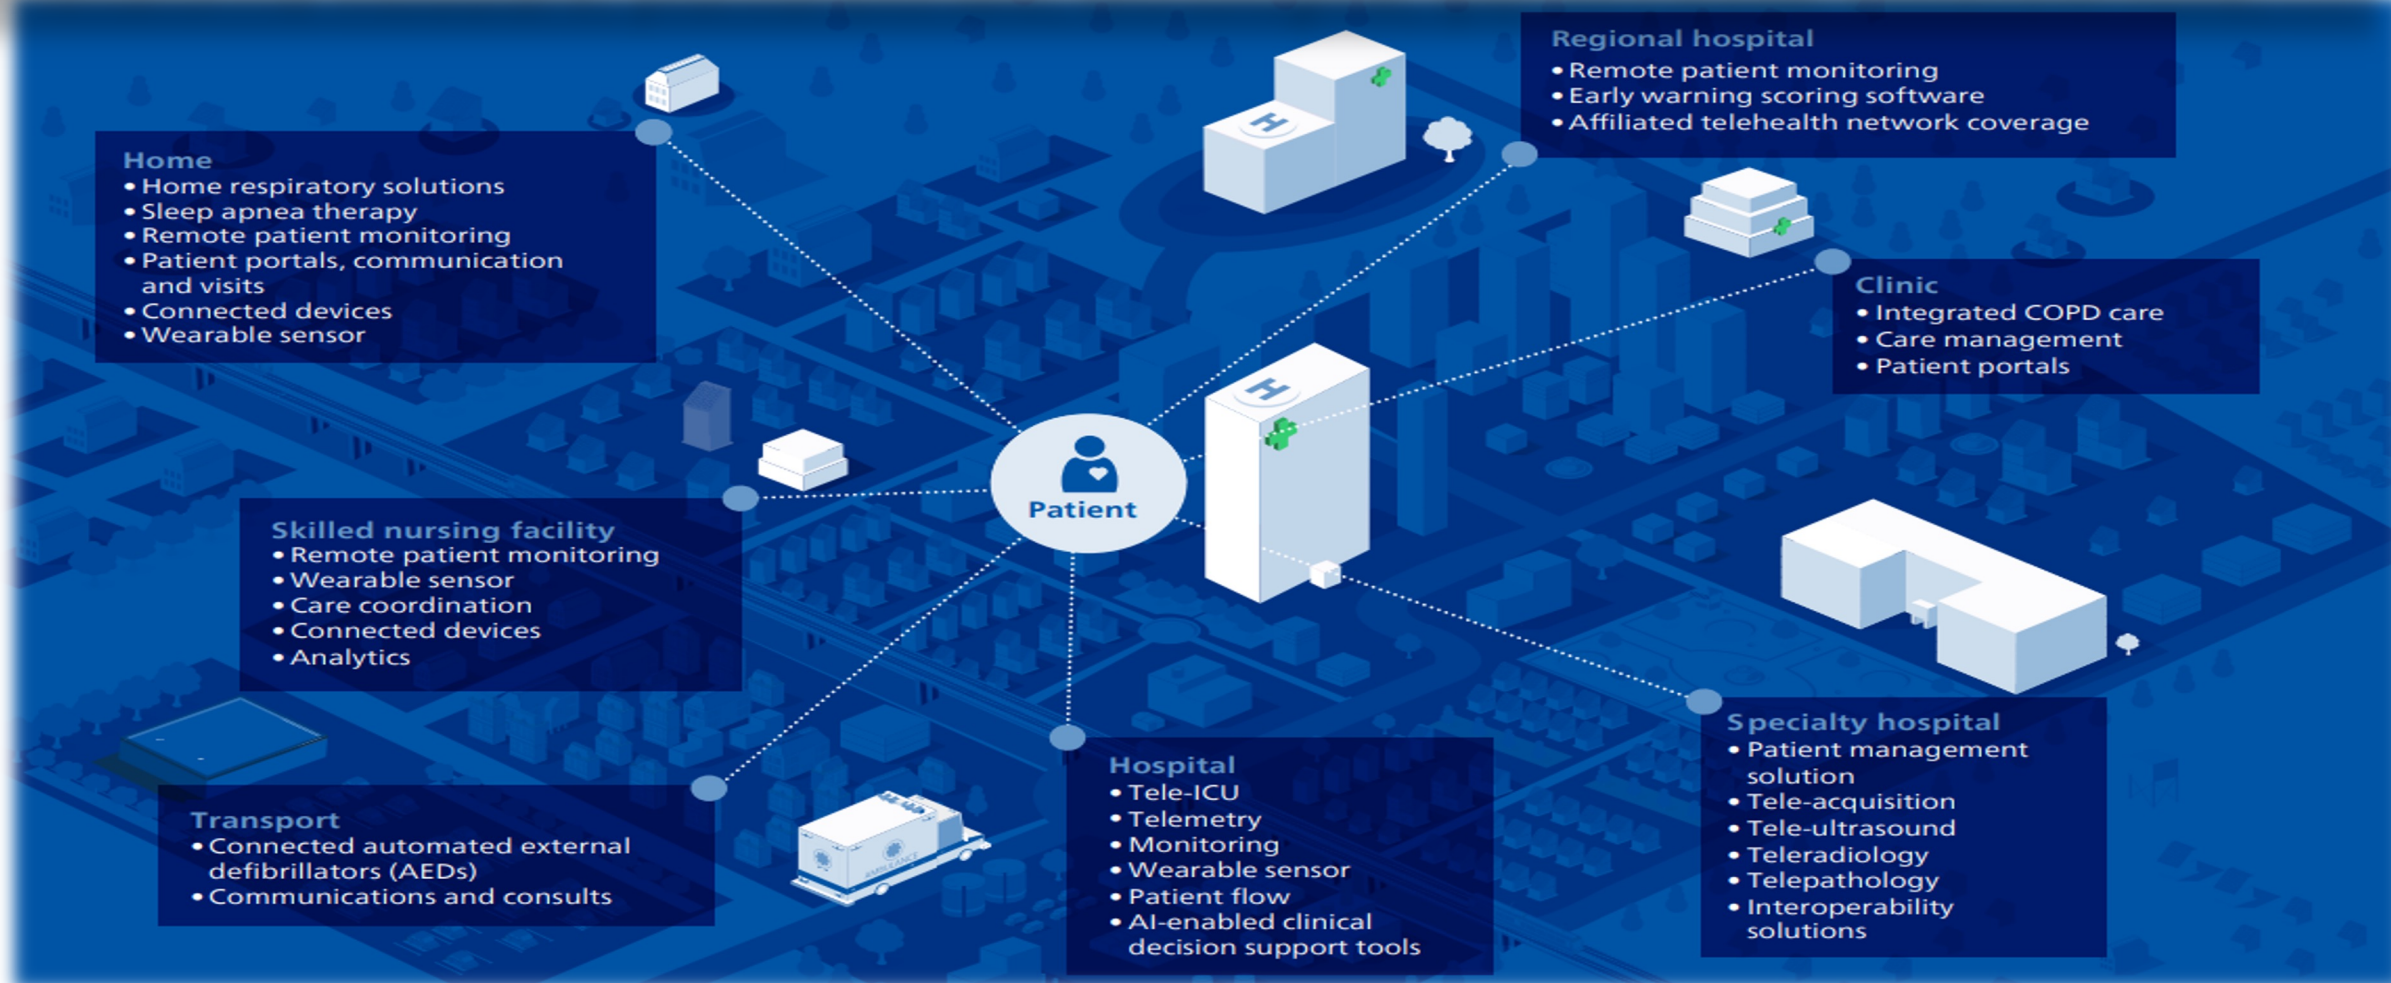 Regional hospital
• Remote patient monitoring
• Early warning scoring software
• Affiliated telehealth network coverage
Home
• Home respiratory solutions
• Sleep apnea therapy
• Remote patient monitoring
• Patient portals, communication
and visits
• Connected devices
• Wearable sensor
Clinic
• Integrated COPD care
• Care management
• Patient portals
H
H
Patient
Skilled nursing facility
• Remote patient monitoring
• Wearable sensor
• Care coordination
• Connected devices
• Analytics
Specialty hospital
• Patient management
solution
• Tele-acquisition
• Tele-ultrasound
• Teleradiology
• Telepathology
• Interoperability
solutions
Hospital
• Tele-ICU
• Telemetry
• Monitoring
• Wearable sensor
• Patient flow
• AI-enabled clinical
decision support tools
Transport
• Connected automated external
defibrillators (AEDs)
• Communications and consults
AMBULANCE